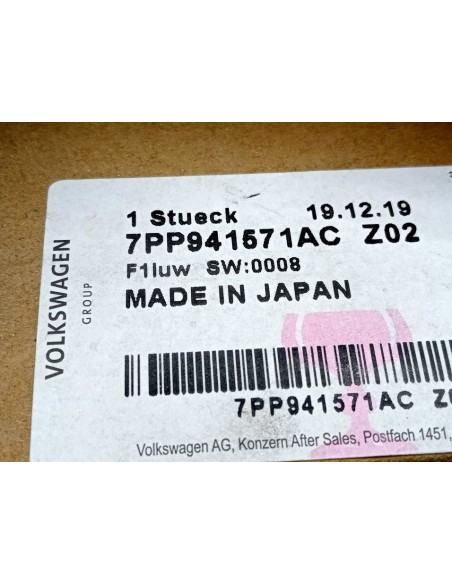 VOLKSWAGEN
GROUP
1 Stueck 19.12.19
7PP941571AC Z02
F1luw SW:0008
MADE IN JAPAN
7PP941571AC
Volkswagen AG, Konzern After Sales, Postfach 1451,